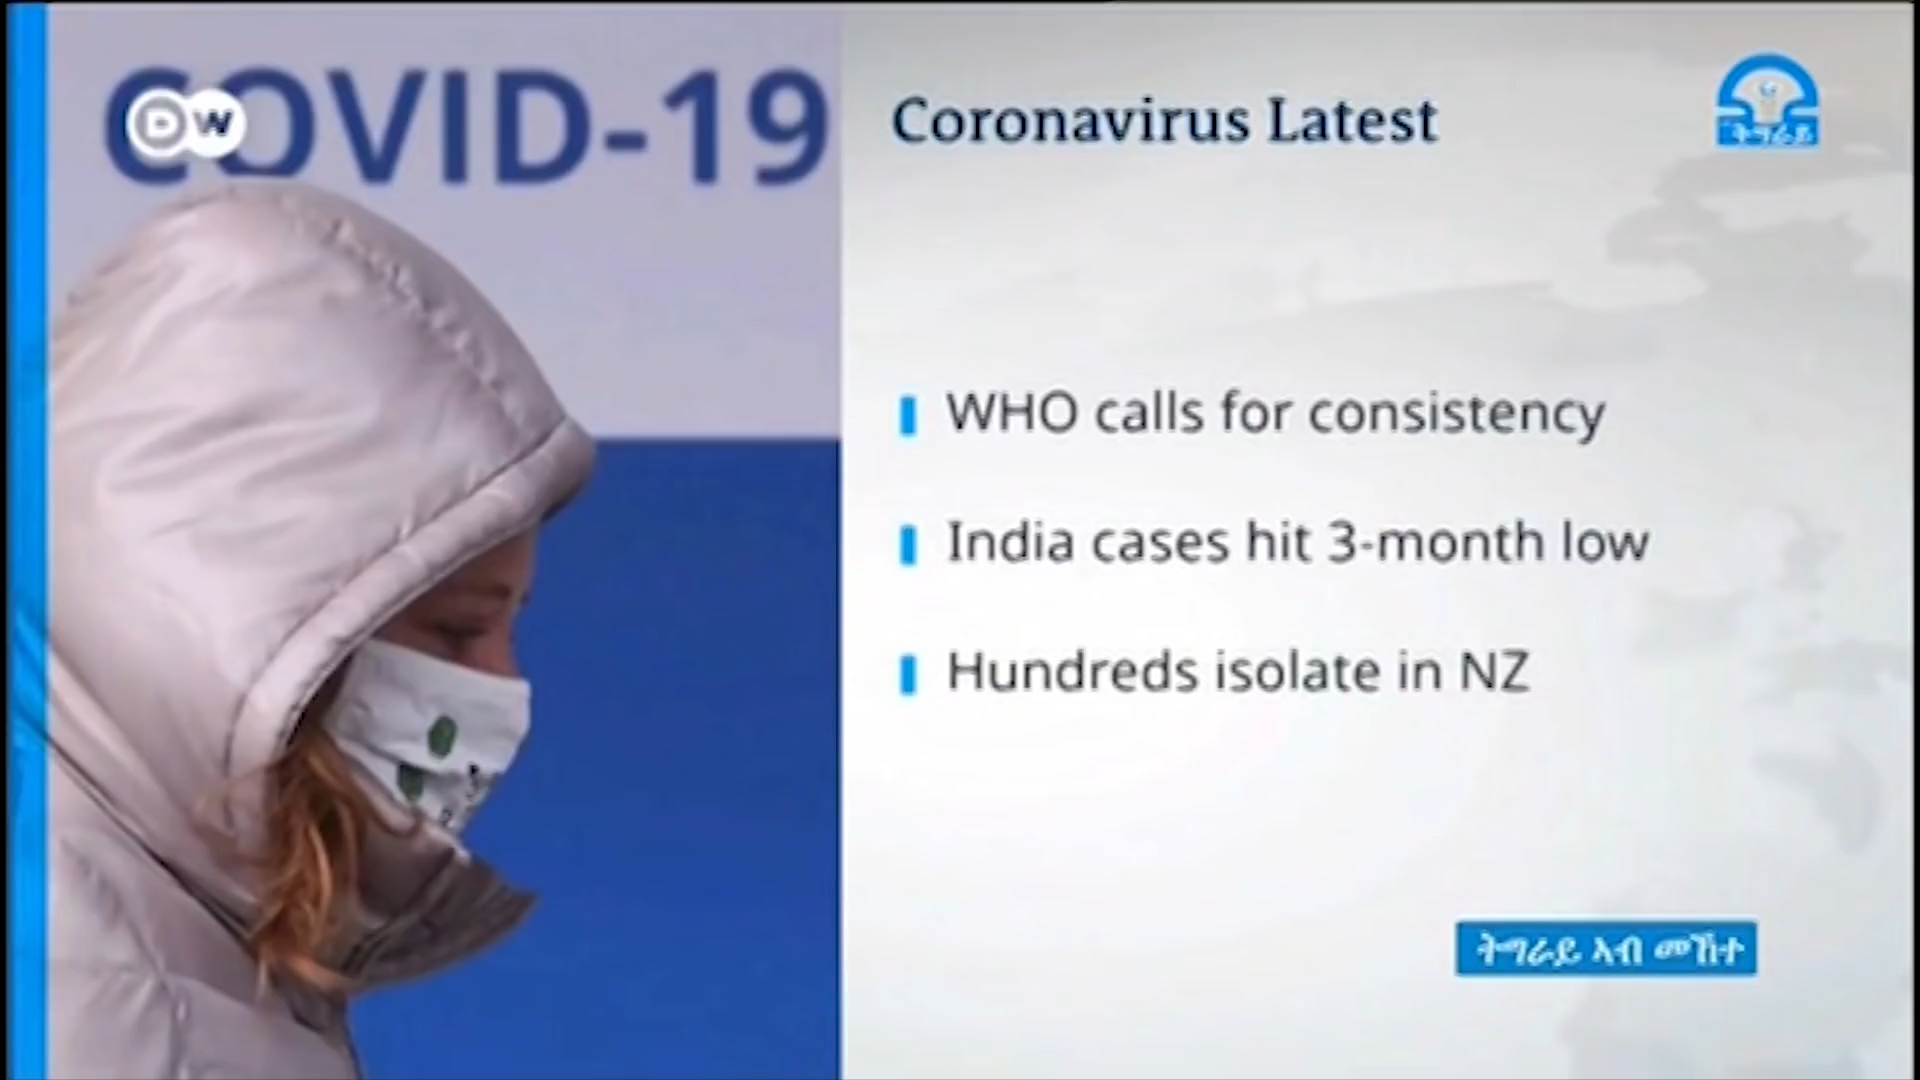 COVID-19
DW
Coronavirus Latest
ትግራይ
WHO calls for consistency
India cases hit 3-month low
Hundreds isolate in NZ
ትግራይ ኣብ መኸተ